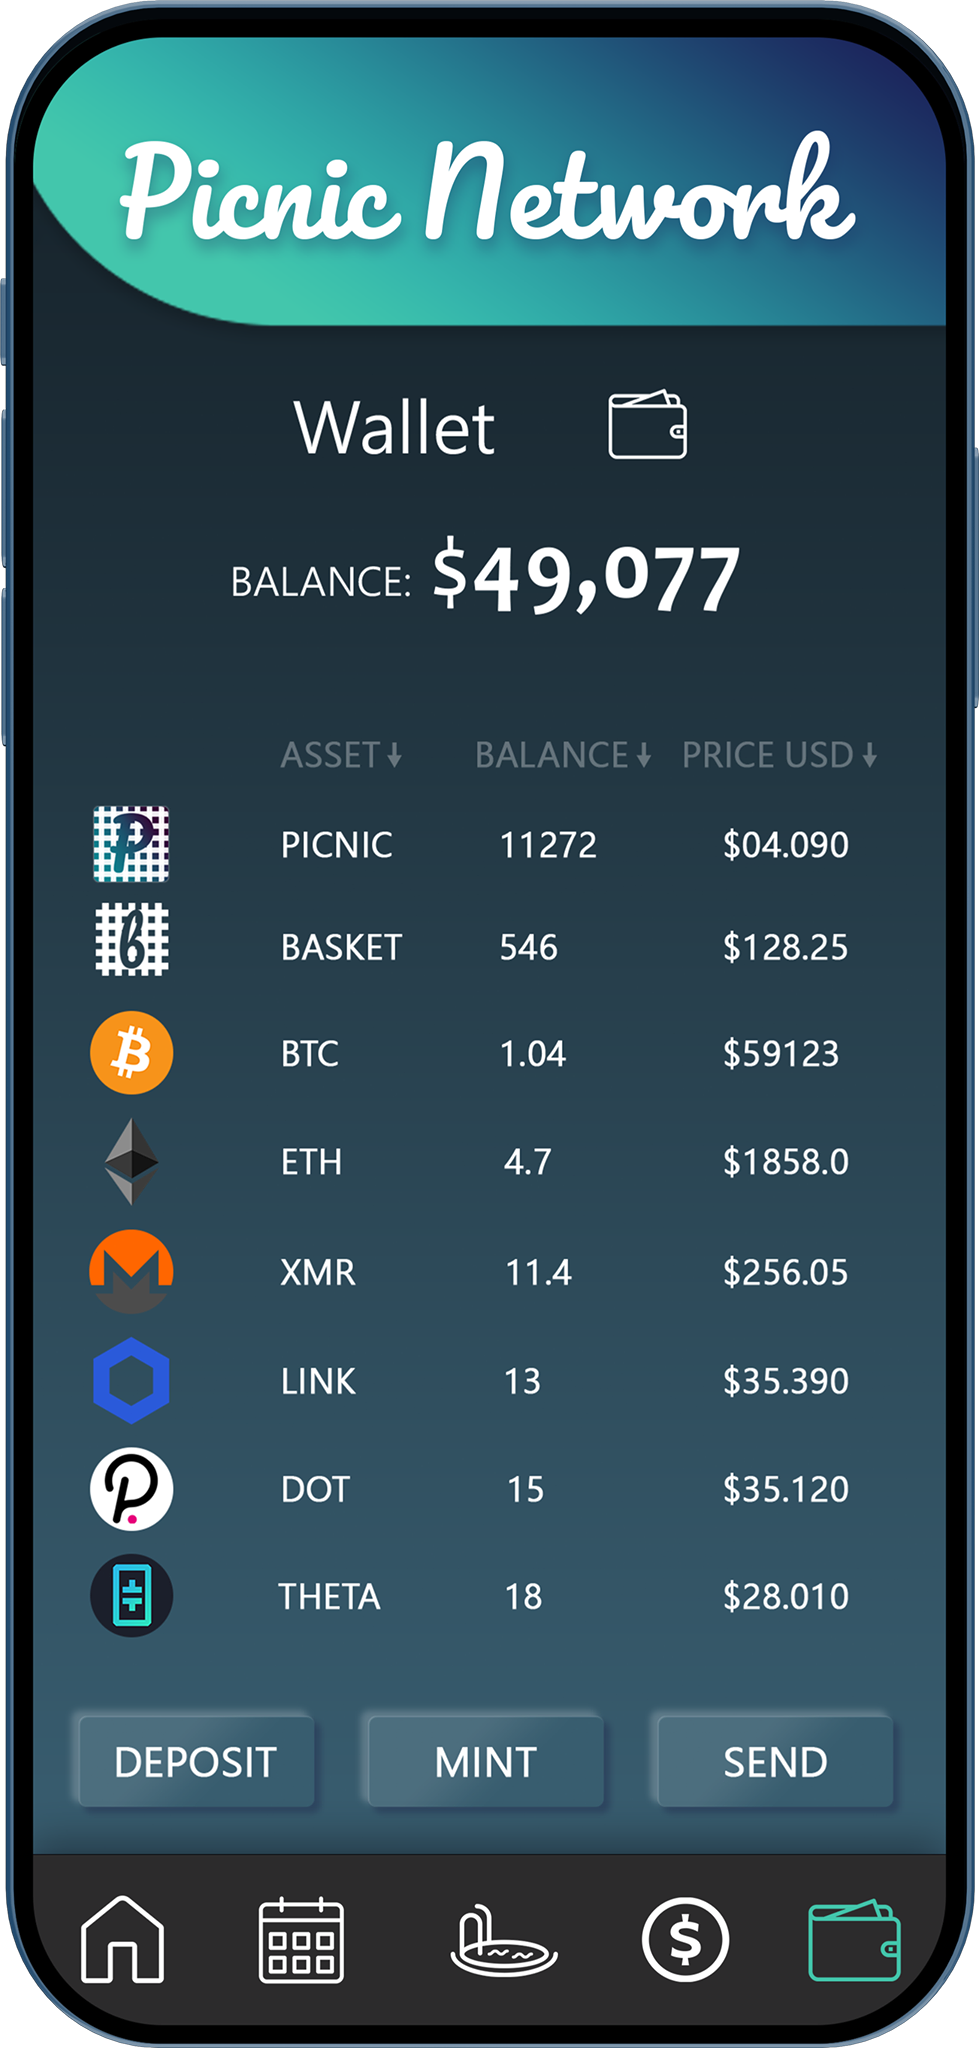 Picnic Network
Wallet
BALANCE: $49,077
ASSET↓ BALANCE↓ PRICE USD↓
P PICNIC 11272 $04.090
b BASKET 546 $128.25
₿ BTC 1.04 $59123
ETH 4.7 $1858.0
XMR 11.4 $256.05
LINK 13 $35.390
DOT 15 $35.120
THETA 18 $28.010
DEPOSIT MINT SEND
$